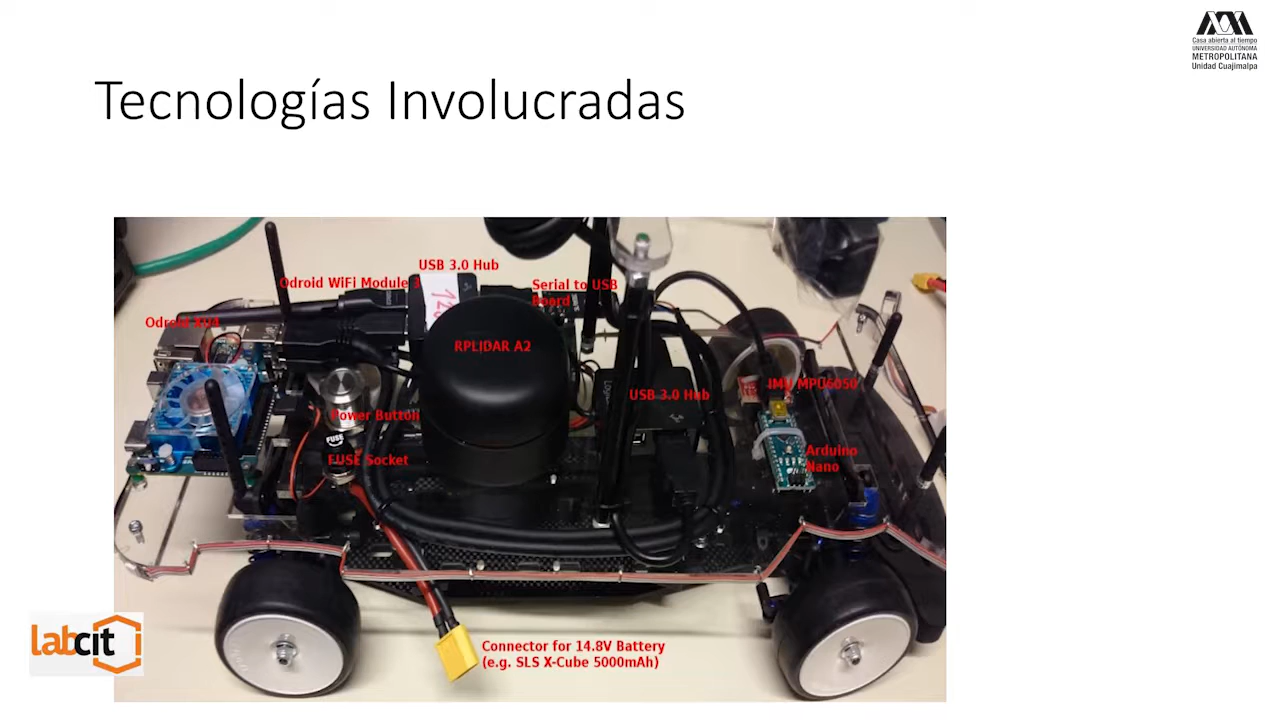 Casa abierta al tiempo
UNIVERSIDAD AUTÓNOMA
METROPOLITANA
Unidad Cuajimalpa
Tecnologías Involucradas
USB 3.0 Hub
Odroid WiFi Module 3
Serial to USB
Board
Odroid XU4
RPLIDAR A2
IMU MPU6050
USB 3.0 Hub
Power Button
FUSE
FUSE Socket
Arduino
Nano
Connector for 14.8V Battery
(e.g. SLS X-Cube 5000mAh)
labcit